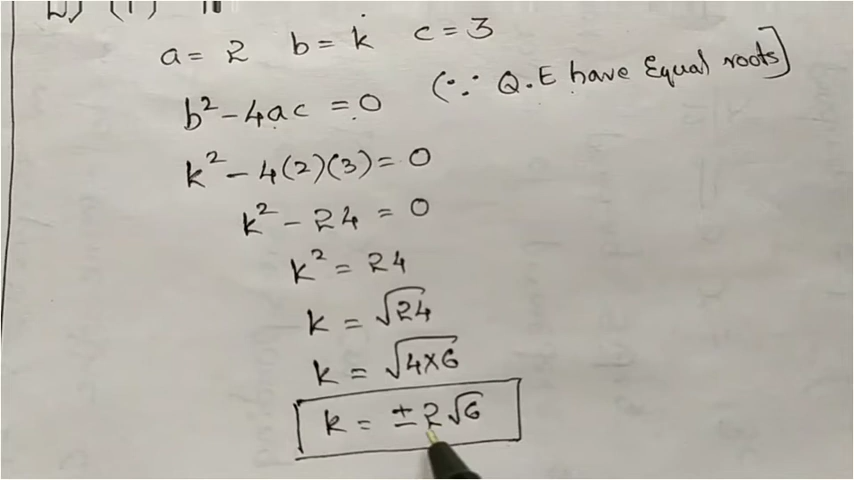 a = 2 b = k c = 3
b² - 4ac = 0 (∵ Q.E have Equal roots)
k² - 4(2)(3) = 0
k² - 24 = 0
k² = 24
k = √24
k = √4×6
k = ±2√6